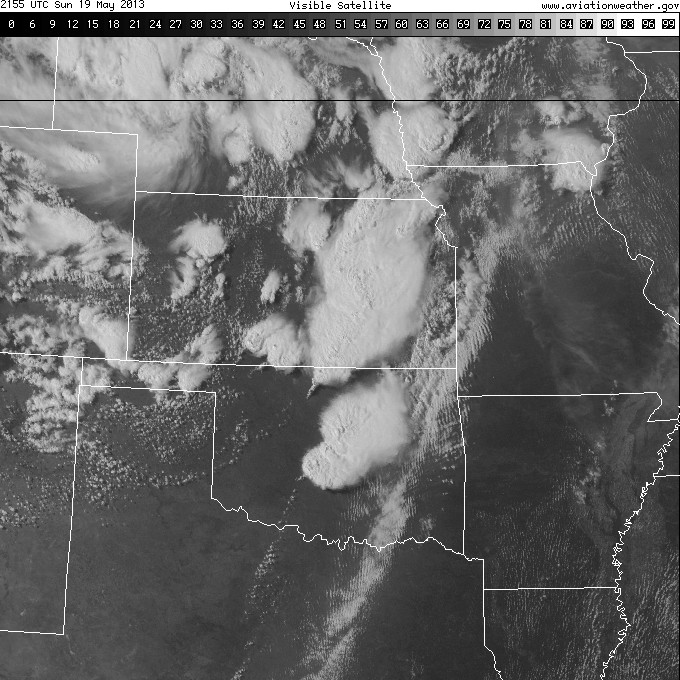 2155 UTC Sun 19 May 2013 Visible Satellite www.aviationweather.gov
0 6 9 12 15 18 21 24 27 30 33 36 39 42 45 48 51 54 57 60 63 66 69 72 75 78 81 84 87 90 93 96 99